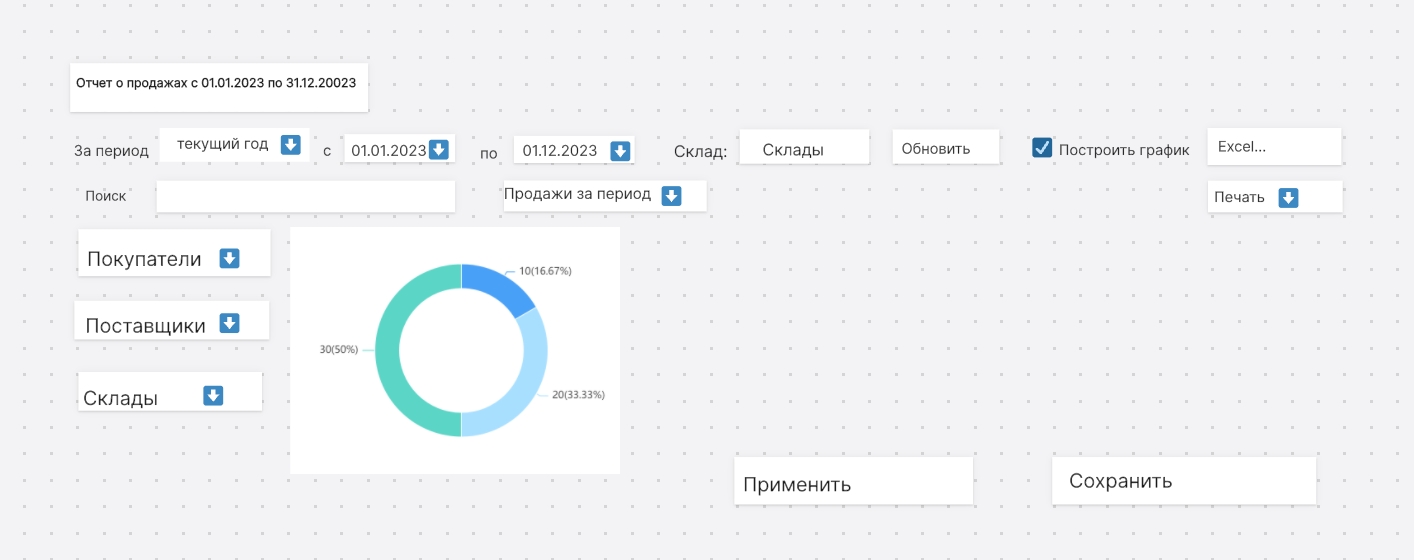 Отчет о продажах с 01.01.2023 по 31.12.20023
За период текущий год с 01.01.2023 по 01.12.2023 Склад: Склады Обновить Построить график Excel...
Поиск Продажи за период Печать
Покупатели
Поставщики
Склады
10(16.67%)
30(50%)
20(33.33%)
Применить Сохранить